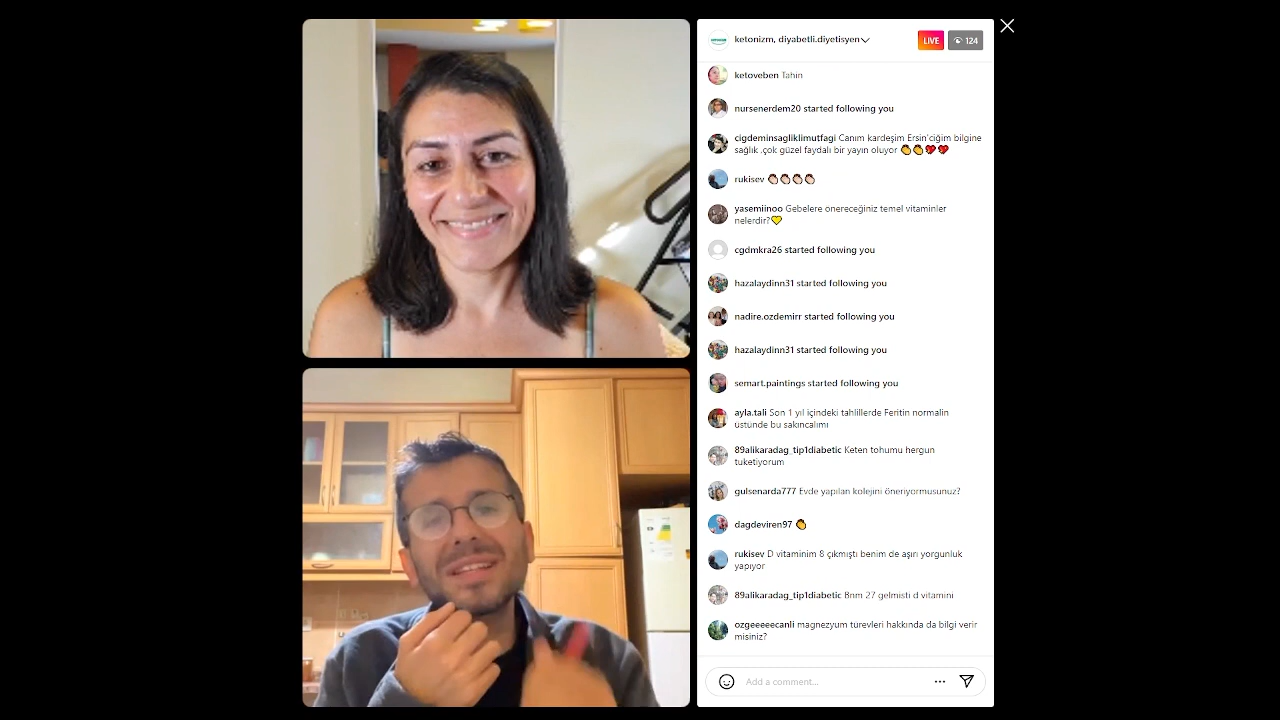 ketonizm, diyabetli.diyetisyen
LIVE
124
ketoveben Tahin
nursenerdem20 started following you
cigdeminsagliklimutfagi Canım kardeşim Ersin'ciğim bilgine
sağlık .çok güzel faydalı bir yayın oluyor 👏👏💖💖
rukisev 👏🏻👏🏻👏🏻👏🏻
yaseminoo Gebelere önereceğiniz temel vitaminler
nelerdir?💛
cgdmkra26 started following you
hazalaydinn31 started following you
nadire.ozdemirr started following you
hazalaydinn31 started following you
semart.paintings started following you
ayla.tali Son 1 yıl içindeki tahlillerde Feritin normalin
üstünde bu sakıncalımı
89alikaradag_tip1diabetic Keten tohumu hergun
tuketiyorum
gulsenarda777 Evde yapılan kolejini öneriyormusunuz?
dagdeviren97 👏
rukisev D vitaminim 8 çıkmıştı benim de aşırı yorgunluk
yapıyor
89alikaradag_tip1diabetic Bnm 27 gelmisti d vitamini
ozgeeeeecanli magnezyum türevleri hakkında da bilgi verir
misiniz?
Add a comment...